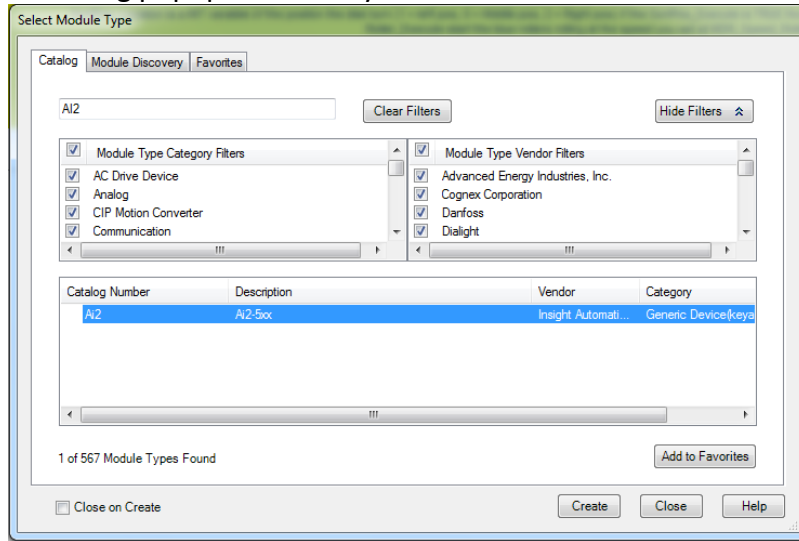 Select Module Type
Catalog Module Discovery Favorites
AI2 Clear Filters Hide Filters
Module Type Category Filters Module Type Vendor Filters
AC Drive Device Advanced Energy Industries, Inc.
Analog Cognex Corporation
CIP Motion Converter Danfoss
Communication Dialight
Catalog Number Description Vendor Category
Ai2 Ai2-5xx Insight Automati... Generic Device(keya
1 of 567 Module Types Found Add to Favorites
Close on Create Create Close Help